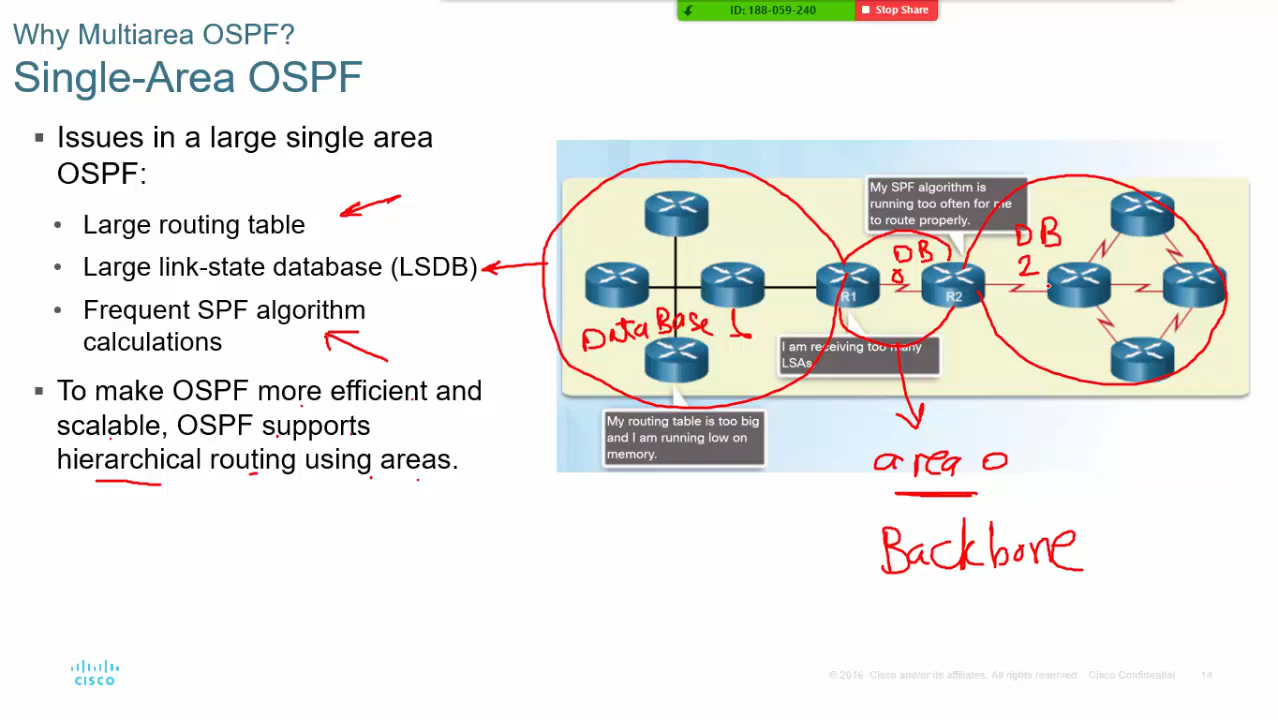 ID: 188-059-240
Stop Share
Why Multiarea OSPF?
Single-Area OSPF
▪ Issues in a large single area
OSPF:
• Large routing table
• Large link-state database (LSDB)
• Frequent SPF algorithm
calculations
▪ To make OSPF more efficient and
scalable, OSPF supports
hierarchical routing using areas.
My SPF algorithm is
running too often for me
to route properly.
DB
0
DB
2
R1
R2
DataBase 1
I am receiving too many
LSAs.
My routing table is too big
and I am running low on
memory.
area 0
Backbone
CISCO
© 2016 Cisco and/or its affiliates. All rights reserved. Cisco Confidential
14